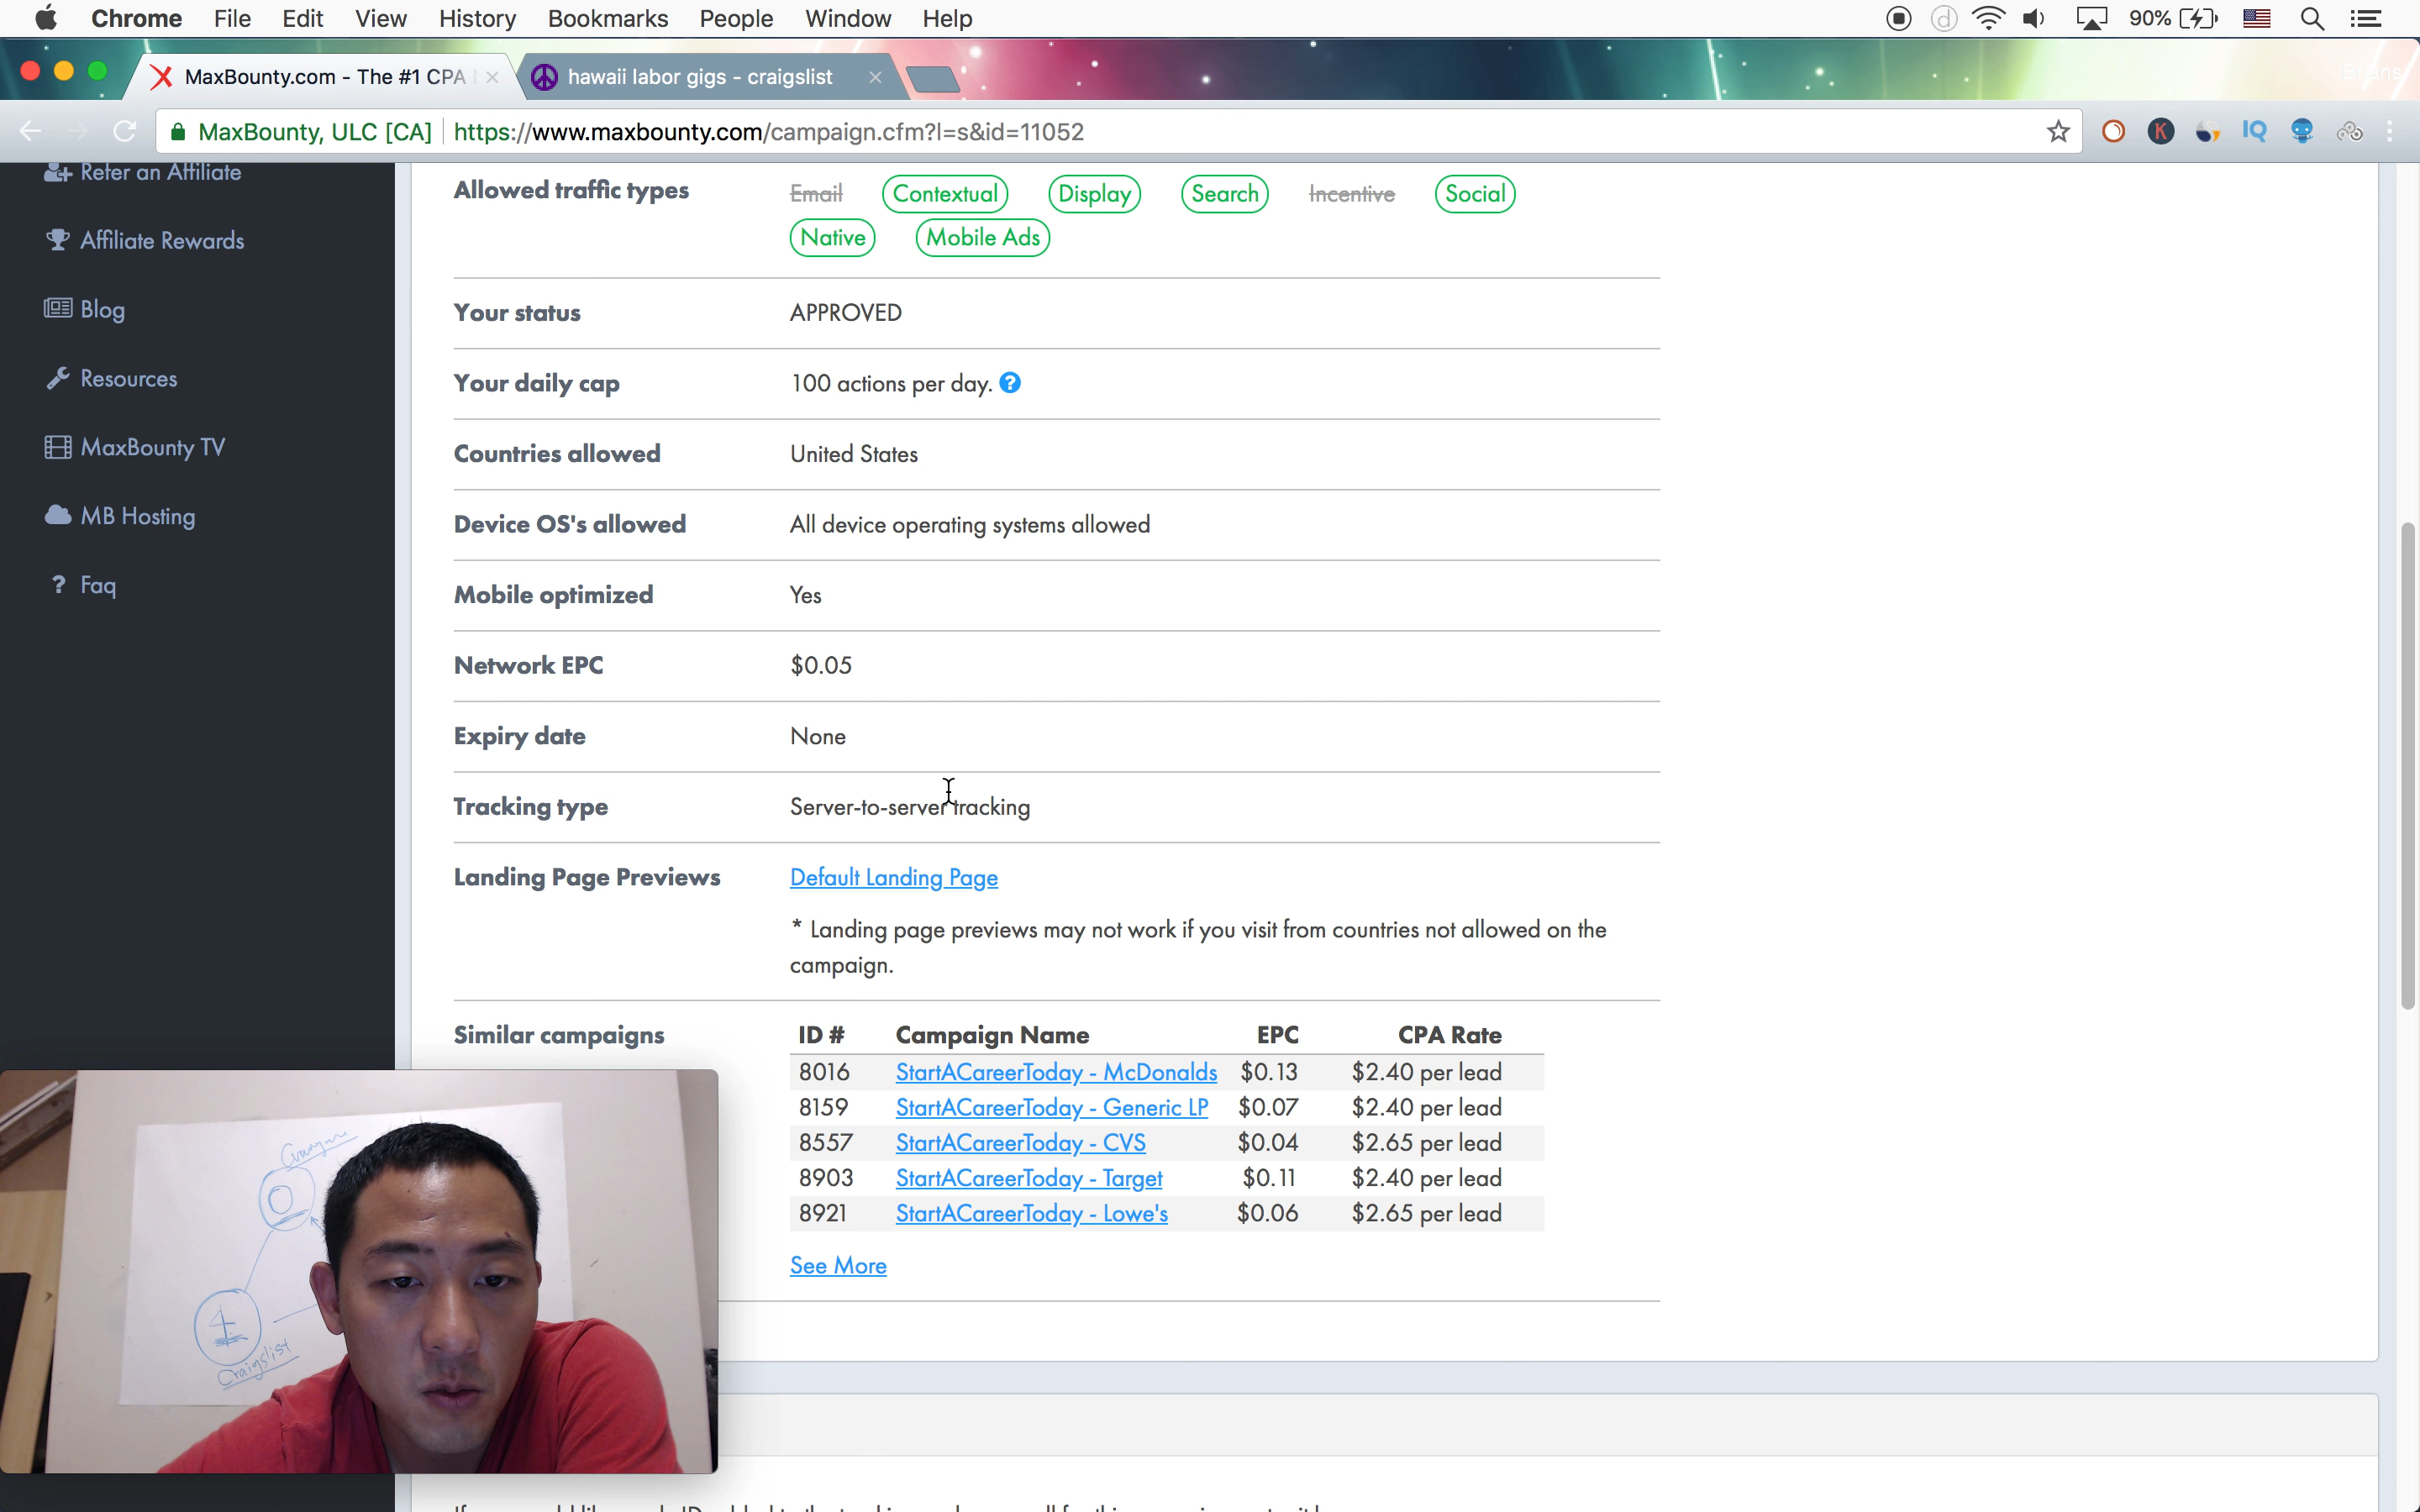 Chrome File Edit View History Bookmarks People Window Help 90%
MaxBounty.com - The #1 CPA hawaii labor gigs - craigslist
MaxBounty, ULC [CA] https://www.maxbounty.com/campaign.cfm?l=s&id=11052 K IQ
Refer an Affiliate
Affiliate Rewards
Blog
Resources
MaxBounty TV
MB Hosting
? Faq
Allowed traffic types Email Contextual Display Search Incentive Social
Native Mobile Ads
Your status APPROVED
Your daily cap 100 actions per day. ?
Countries allowed United States
Device OS's allowed All device operating systems allowed
Mobile optimized Yes
Network EPC $0.05
Expiry date None
Tracking type Server-to-server tracking
Landing Page Previews Default Landing Page
* Landing page previews may not work if you visit from countries not allowed on the
campaign.
Similar campaigns ID # Campaign Name EPC CPA Rate
8016 StartACareerToday - McDonalds $0.13 $2.40 per lead
8159 StartACareerToday - Generic LP $0.07 $2.40 per lead
8557 StartACareerToday - CVS $0.04 $2.65 per lead
8903 StartACareerToday - Target $0.11 $2.40 per lead
8921 StartACareerToday - Lowe's $0.06 $2.65 per lead
See More
Craigslist